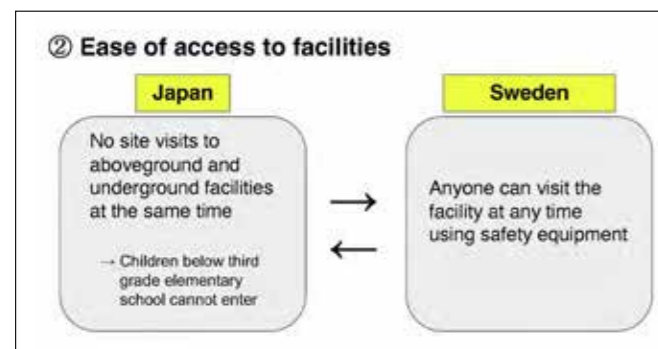 ② Ease of access to facilities
Japan
No site visits to
aboveground and
underground facilities
at the same time
→ Children below third
grade elementary
school cannot enter
→
←
Sweden
Anyone can visit the
facility at any time
using safety equipment